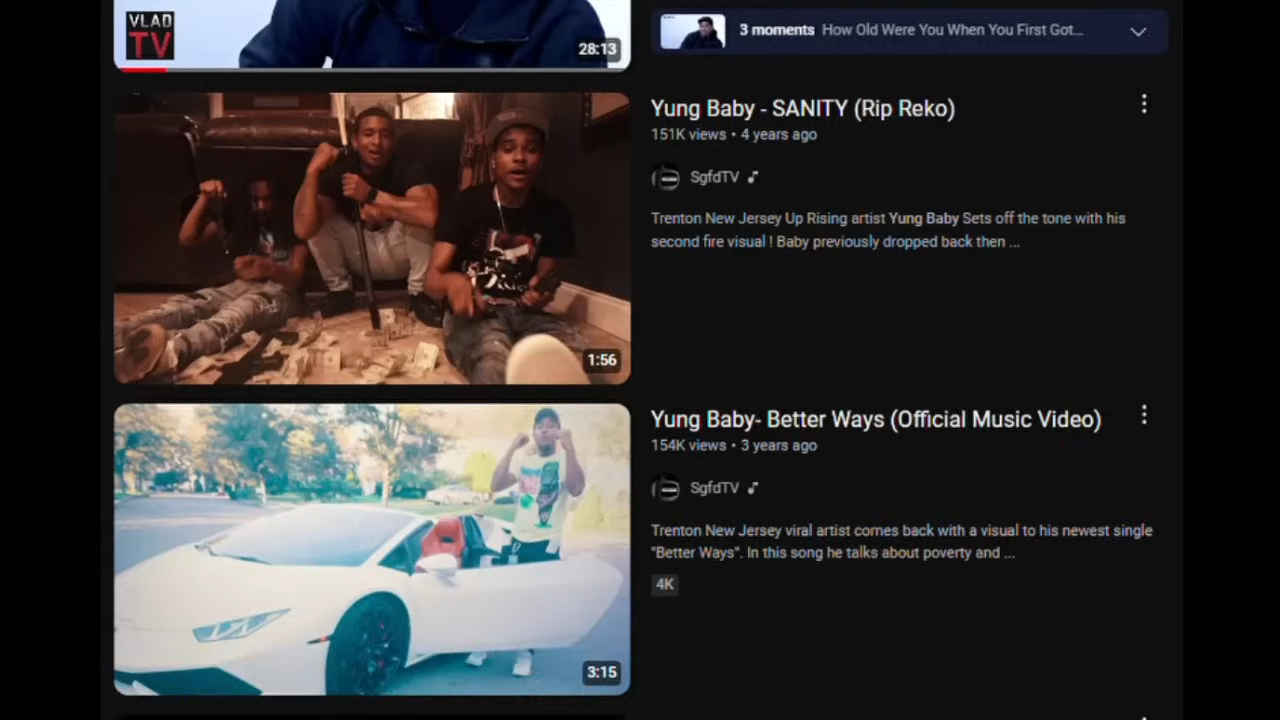 VLAD
TV
28:13
3 moments How Old Were You When You First Got...
Yung Baby - SANITY (Rip Reko)
151K views • 4 years ago
SgfdTV
Trenton New Jersey Up Rising artist Yung Baby Sets off the tone with his
second fire visual ! Baby previously dropped back then ...
1:56
Yung Baby- Better Ways (Official Music Video)
154K views • 3 years ago
SgfdTV
Trenton New Jersey viral artist comes back with a visual to his newest single
"Better Ways". In this song he talks about poverty and ...
4K
3:15